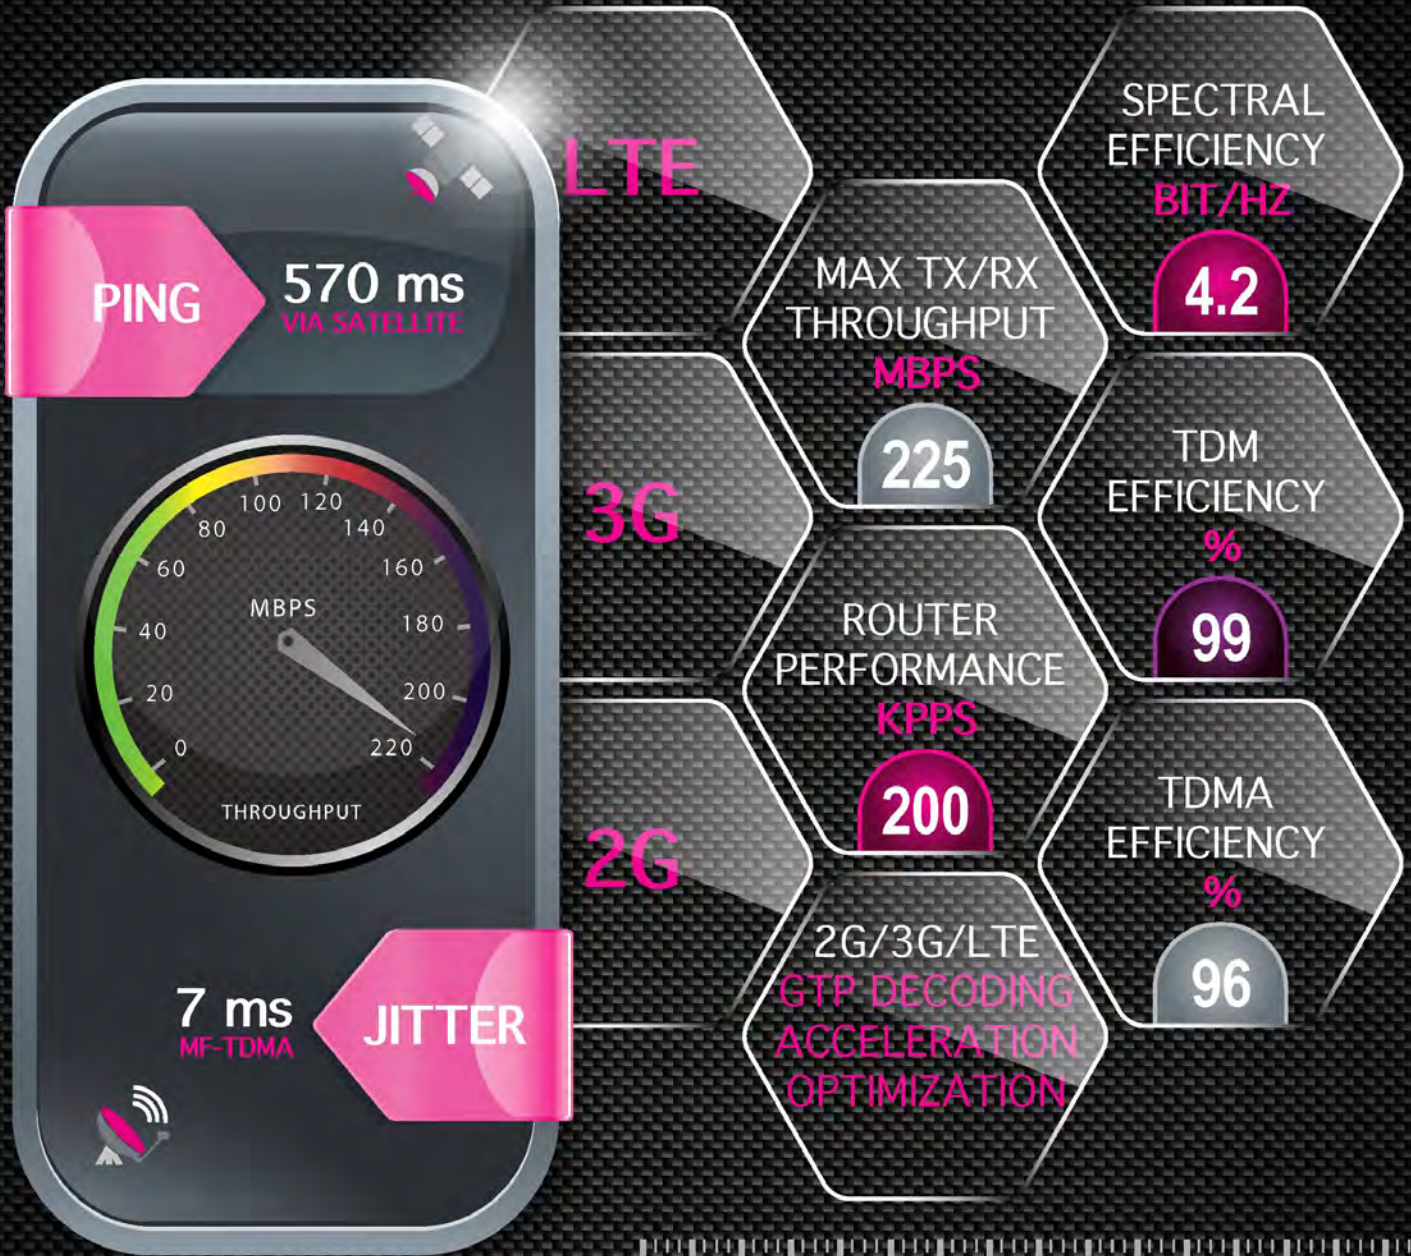 PING
570 ms
VIA SATELLITE
MBPS
0
20
40
60
80
100
120
140
160
180
200
220
THROUGHPUT
7 ms
MF-TDMA
JITTER
LTE
3G
2G
MAX TX/RX
THROUGHPUT
MBPS
225
ROUTER
PERFORMANCE
KPPS
200
2G/3G/LTE
GTP DECODING
ACCELERATION
OPTIMIZATION
SPECTRAL
EFFICIENCY
BIT/HZ
4.2
TDM
EFFICIENCY
%
99
TDMA
EFFICIENCY
%
96